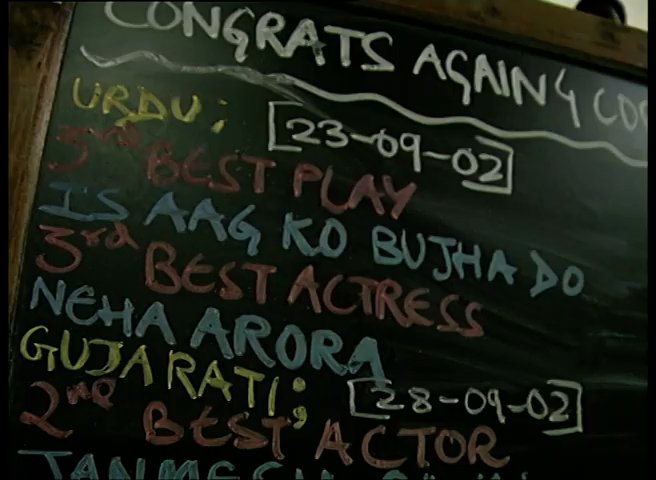 CONGRATS AGAIN &
URDU; [23-09-02]
3rd BEST PLAY
IS AAG KO BUJHA DO
3rd BEST ACTRESS
NEHA ARORA
GUJARATI; [28-09-02]
2nd BEST ACTOR
TANMESH